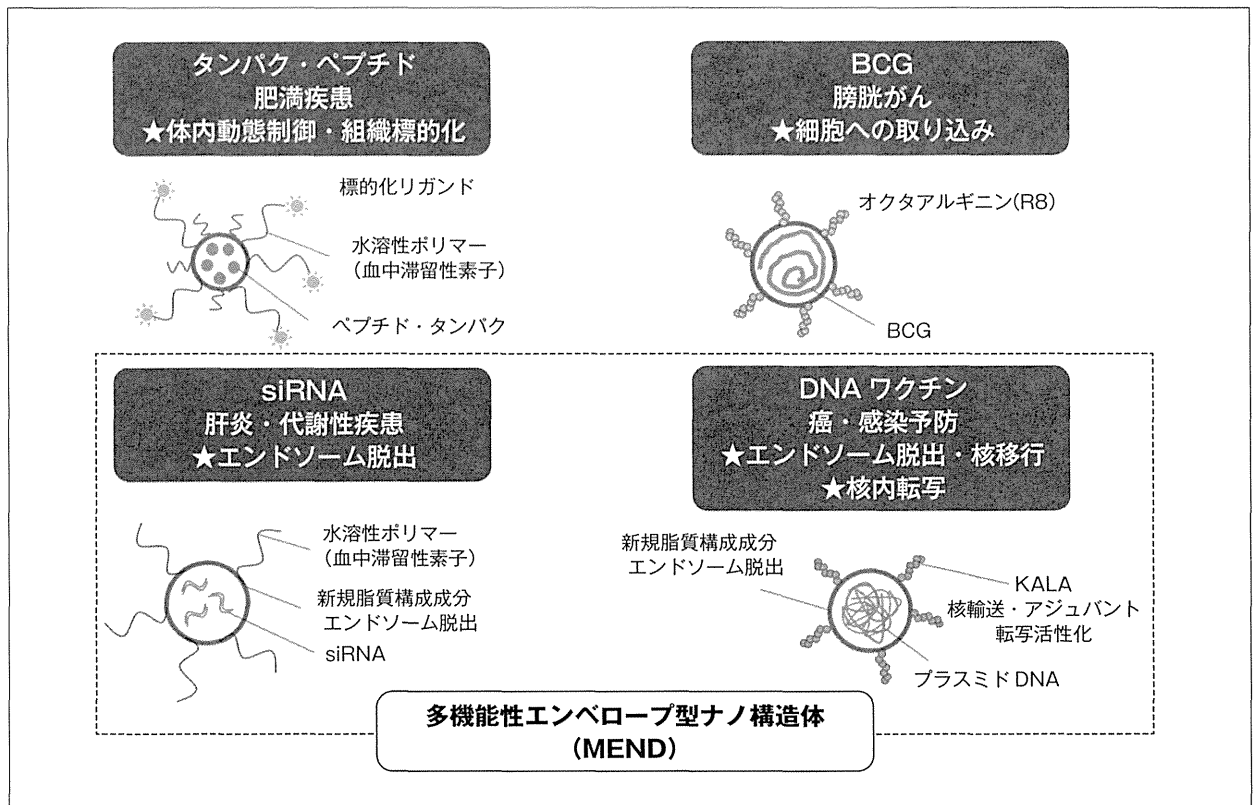 タンパク・ペプチド
肥満疾患
★体内動態制御・組織標的化
標的化リガンド
水溶性ポリマー
（血中滞留性素子）
ペプチド・タンパク
BCG
膀胱がん
★細胞への取り込み
オクタアルギニン(R8)
BCG
siRNA
肝炎・代謝性疾患
★エンドソーム脱出
水溶性ポリマー
（血中滞留性素子）
新規脂質構成成分
エンドソーム脱出
siRNA
DNA ワクチン
癌・感染予防
★エンドソーム脱出・核移行
★核内転写
新規脂質構成成分
エンドソーム脱出
KALA
核輸送・アジュバント
転写活性化
プラスミド DNA
多機能性エンベロープ型ナノ構造体
(MEND)